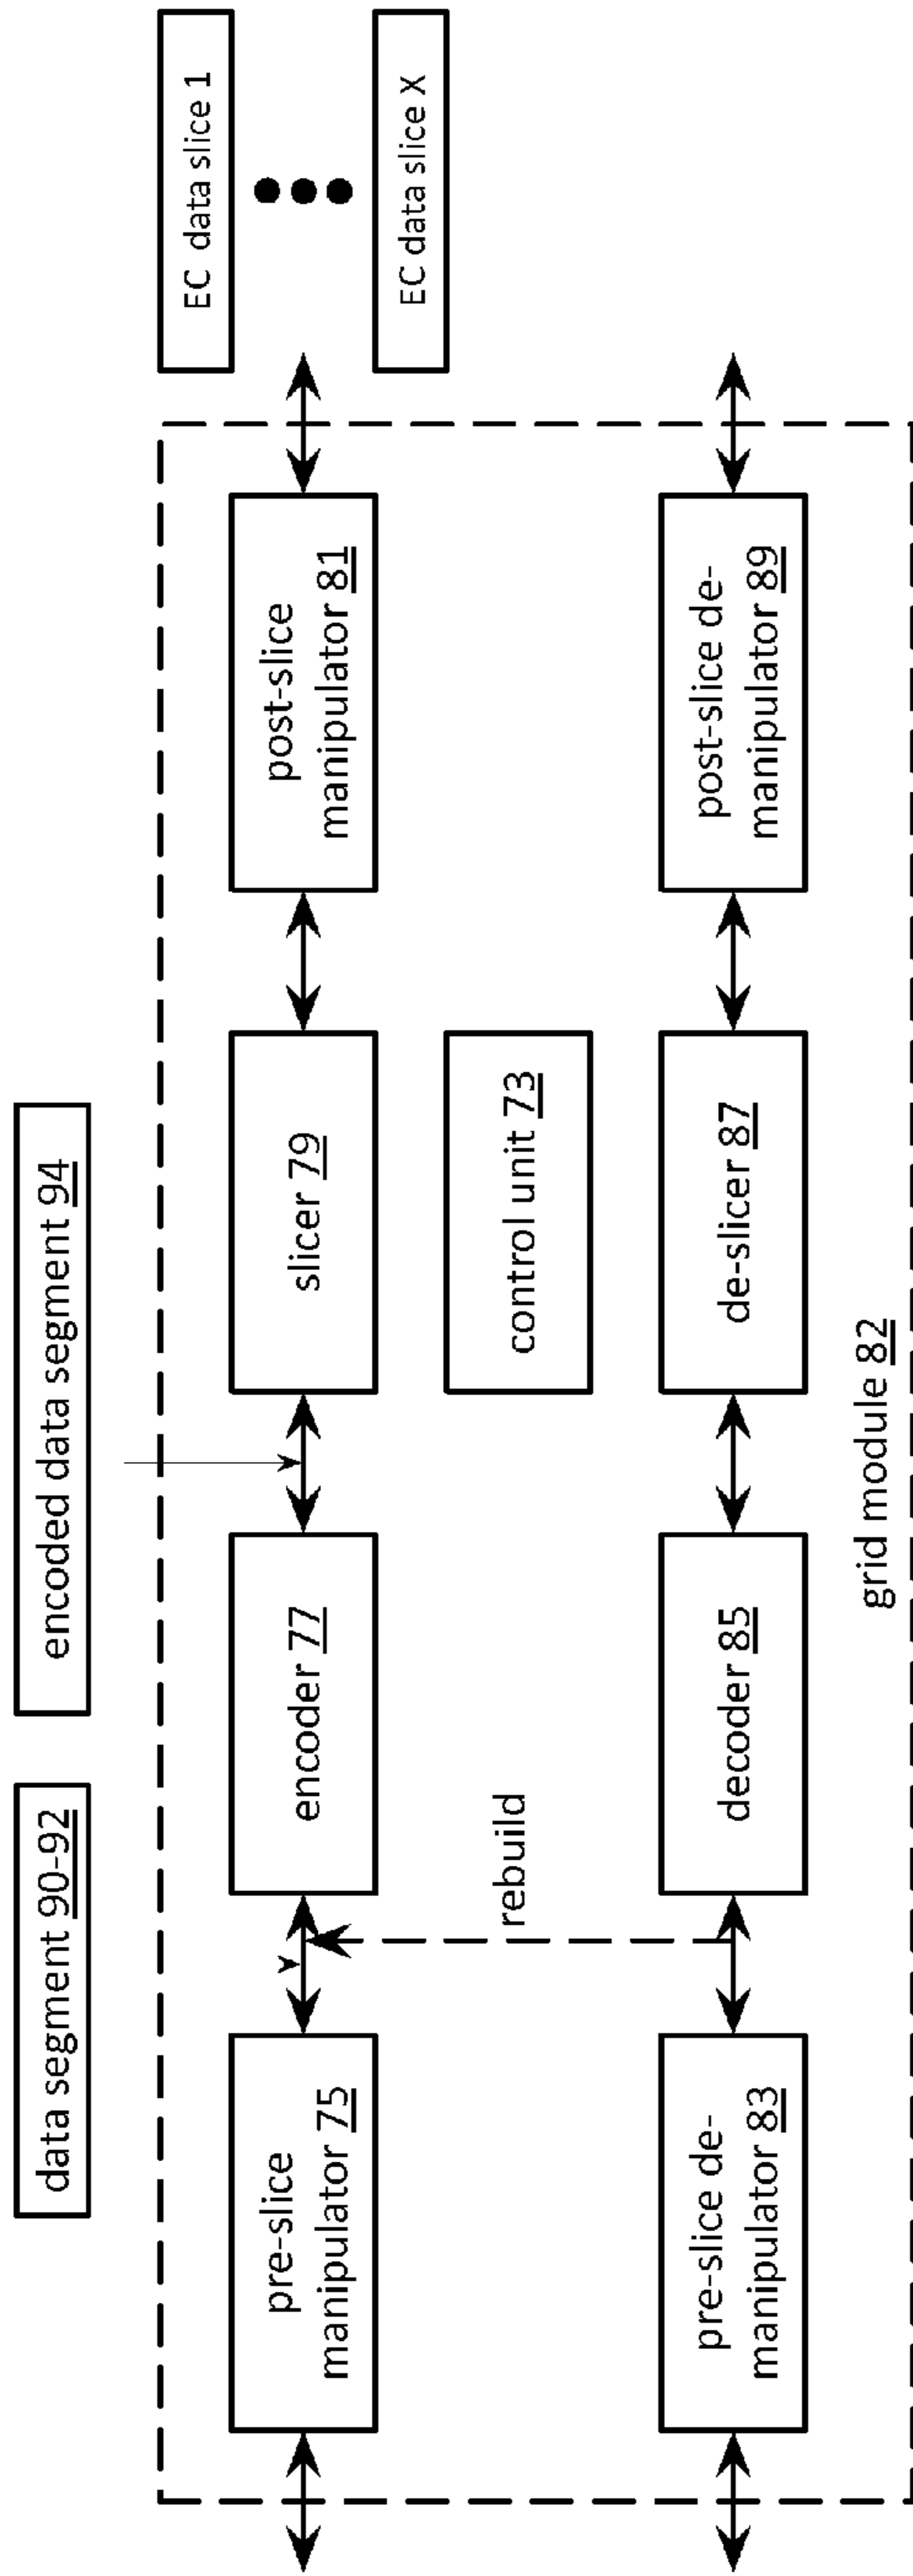 data segment 90-92
encoded data segment 94
EC data slice 1
EC data slice X
pre-slice
manipulator 75
encoder 77
slicer 79
post-slice
manipulator 81
rebuild
control unit 73
pre-slice de-
manipulator 83
decoder 85
de-slicer 87
post-slice de-
manipulator 89
grid module 82